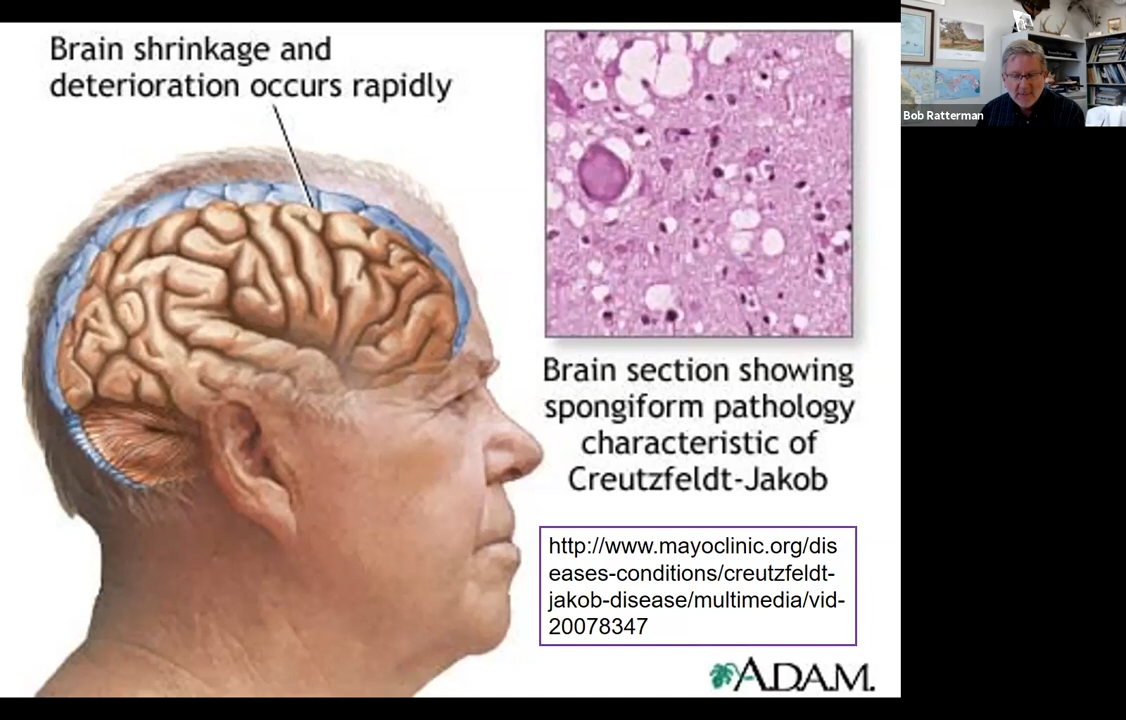 Brain shrinkage and
deterioration occurs rapidly
Brain section showing
spongiform pathology
characteristic of
Creutzfeldt-Jakob
http://www.mayoclinic.org/dis
eases-conditions/creutzfeldt-
jakob-disease/multimedia/vid-
20078347
A.D.A.M.
Bob Ratterman